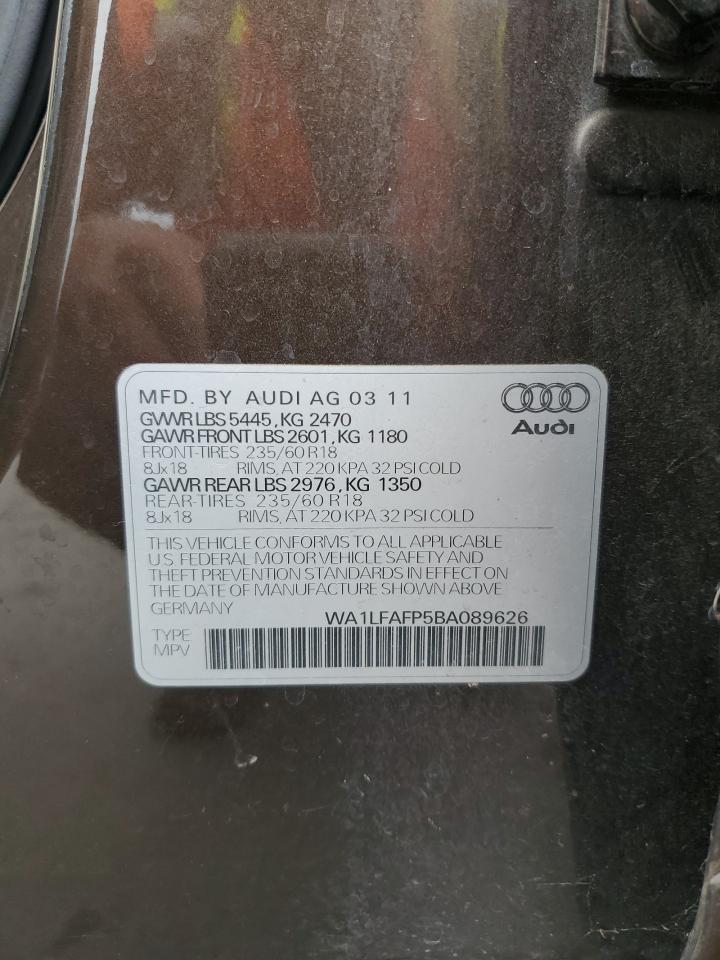 MFD. BY AUDI AG 03 11
GVWR LBS 5445, KG 2470
GAWR FRONT LBS 2601, KG 1180
FRONT-TIRES 235/60 R18
8Jx18 RIMS, AT 220 KPA 32 PSI COLD
GAWR REAR LBS 2976, KG 1350
REAR-TIRES 235/60 R18
8Jx18 RIMS, AT 220 KPA 32 PSI COLD
Audi
THIS VEHICLE CONFORMS TO ALL APPLICABLE
U.S. FEDERAL MOTOR VEHICLE SAFETY AND
THEFT PREVENTION STANDARDS IN EFFECT ON
THE DATE OF MANUFACTURE SHOWN ABOVE
GERMANY WA1LFAFP5BA089626
TYPE
MPV